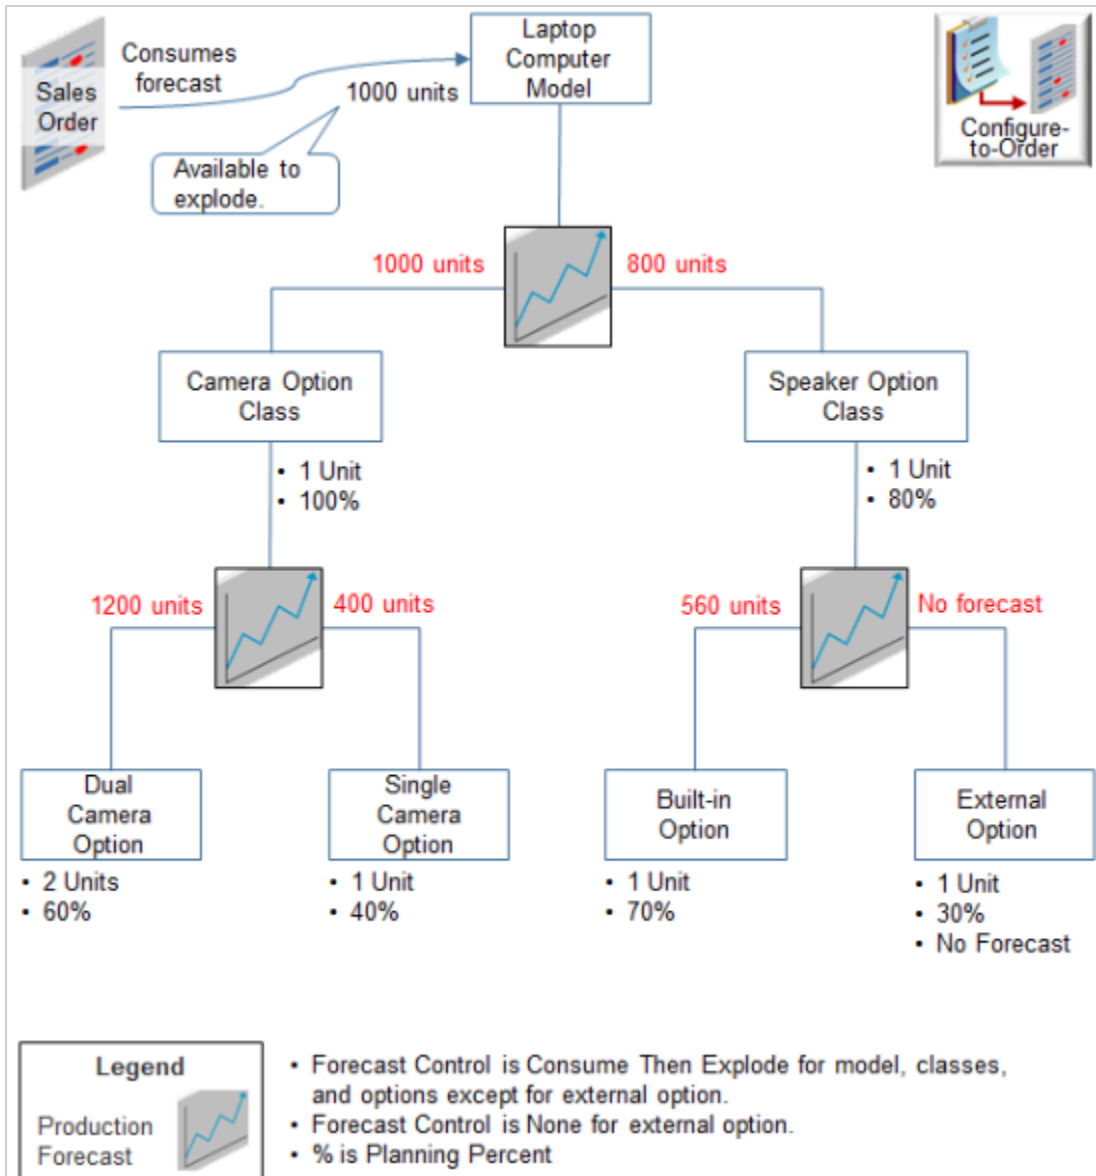 Sales
Order
Consumes
forecast
1000 units
Available to
explode.
Laptop
Computer
Model
Configure-
to-Order
1000 units
800 units
Camera Option
Class
• 1 Unit
• 100%
Speaker Option
Class
• 1 Unit
• 80%
1200 units
400 units
560 units
No forecast
Dual
Camera
Option
• 2 Units
• 60%
Single
Camera
Option
• 1 Unit
• 40%
Built-in
Option
• 1 Unit
• 70%
External
Option
• 1 Unit
• 30%
• No Forecast
Legend
Production
Forecast
• Forecast Control is Consume Then Explode for model, classes,
and options except for external option.
• Forecast Control is None for external option.
• % is Planning Percent